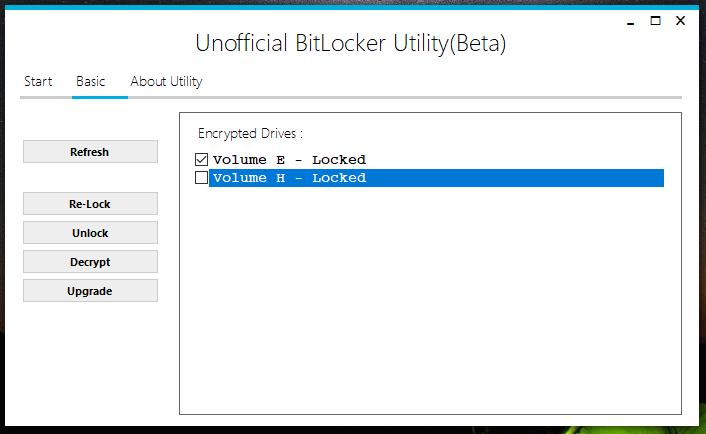 Unofficial BitLocker Utility(Beta)
Start Basic About Utility
Encrypted Drives :
Refresh
Volume E - Locked
Volume H - Locked
Re-Lock
Unlock
Decrypt
Upgrade